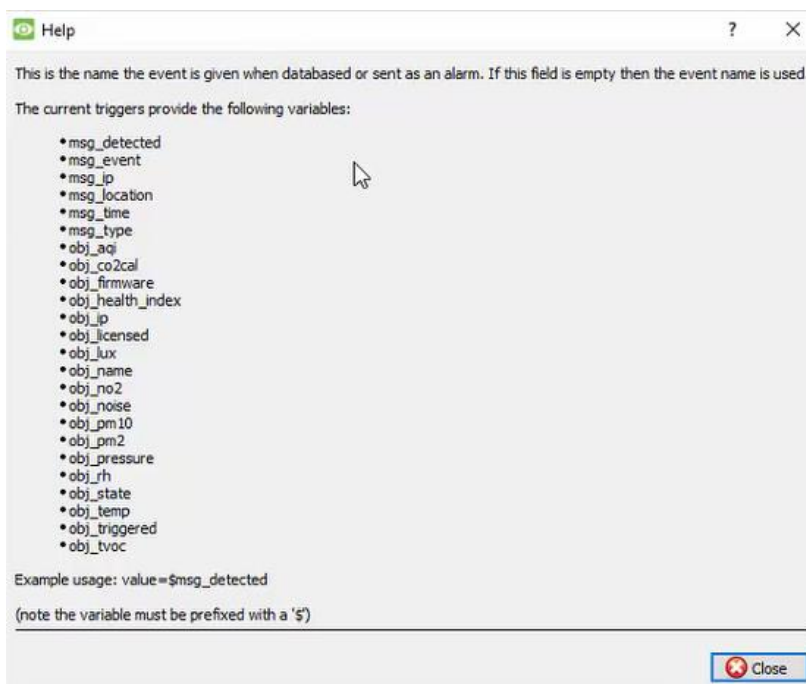 Help
?
This is the name the event is given when databased or sent as an alarm. If this field is empty then the event name is used
The current triggers provide the following variables:
•msg_detected
•msg_event
•msg_ip
•msg_location
•msg_time
•msg_type
•obj_aqi
•obj_co2cal
•obj_firmware
•obj_health_index
•obj_ip
•obj_licensed
•obj_lux
•obj_name
•obj_no2
•obj_noise
•obj_pm10
•obj_pm2
•obj_pressure
•obj_rh
•obj_state
•obj_temp
•obj_triggered
•obj_tvoc
Example usage: value=$msg_detected
(note the variable must be prefixed with a '$')
Close